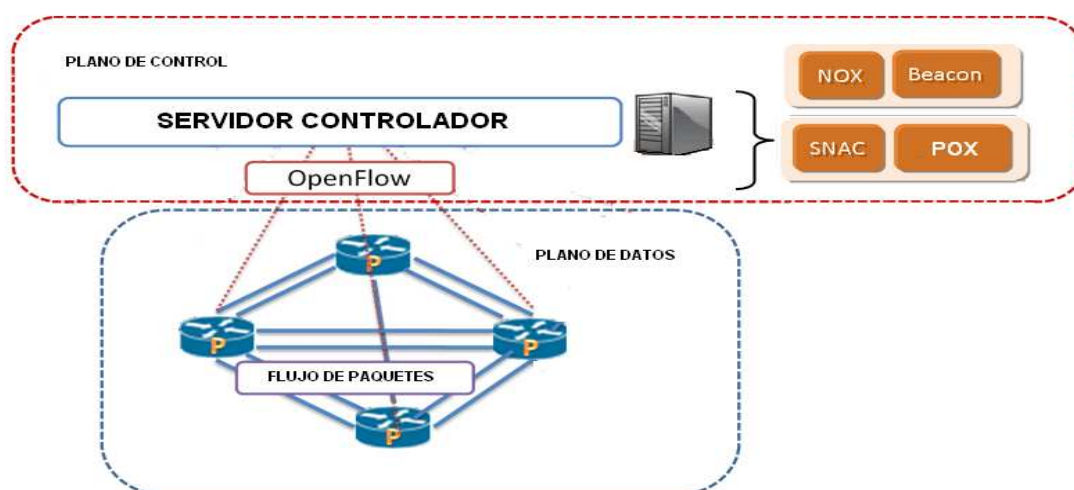 PLANO DE CONTROL
SERVIDOR CONTROLADOR
NOX
Beacon
SNAC
POX
OpenFlow
PLANO DE DATOS
P
P
P
FLUJO DE PAQUETES
P